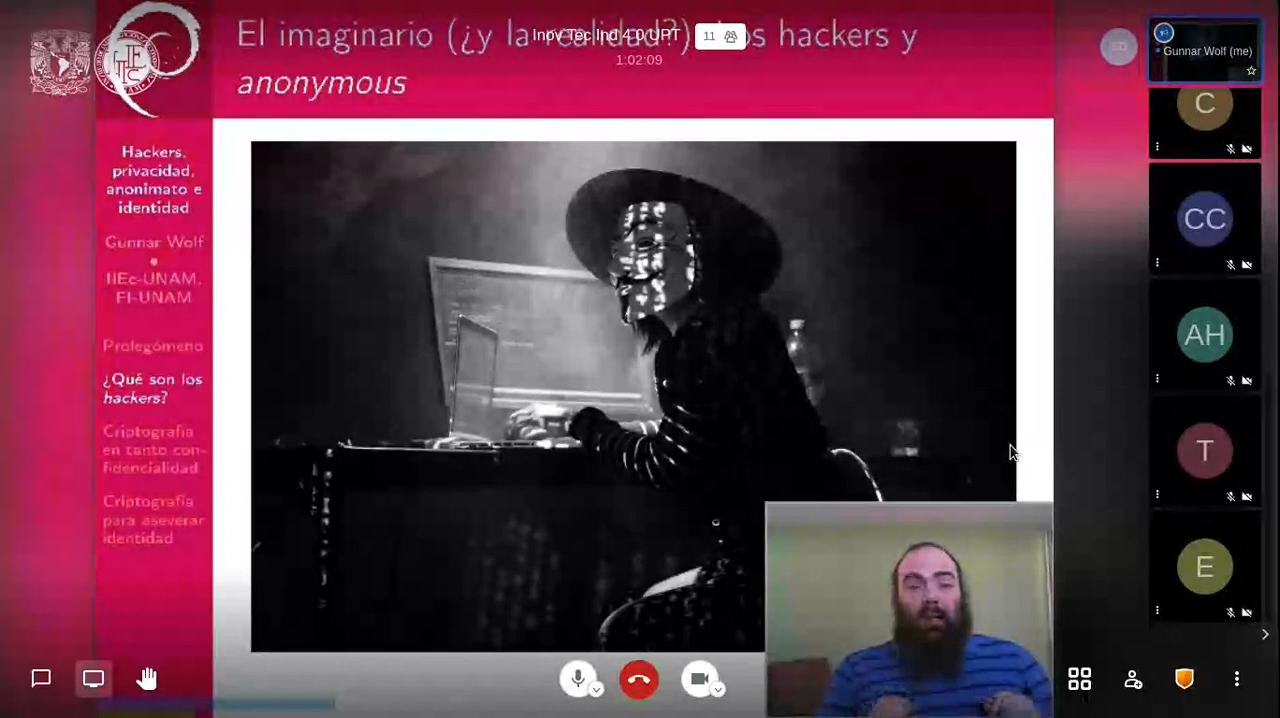 El imaginario (¿y la realidad?) los hackers y
anonymous
Inov Tec Ind 4.0 UPT
11
1:02:09
Hackers,
privacidad,
anonimato e
identidad
Gunnar Wolf
IIEc-UNAM,
FI-UNAM
Prolegómeno
¿Qué son los
hackers?
Criptografía
en tanto con-
fidencialidad
Criptografía
para aseverar
identidad
Gunnar Wolf (me)
C
CC
AH
T
E